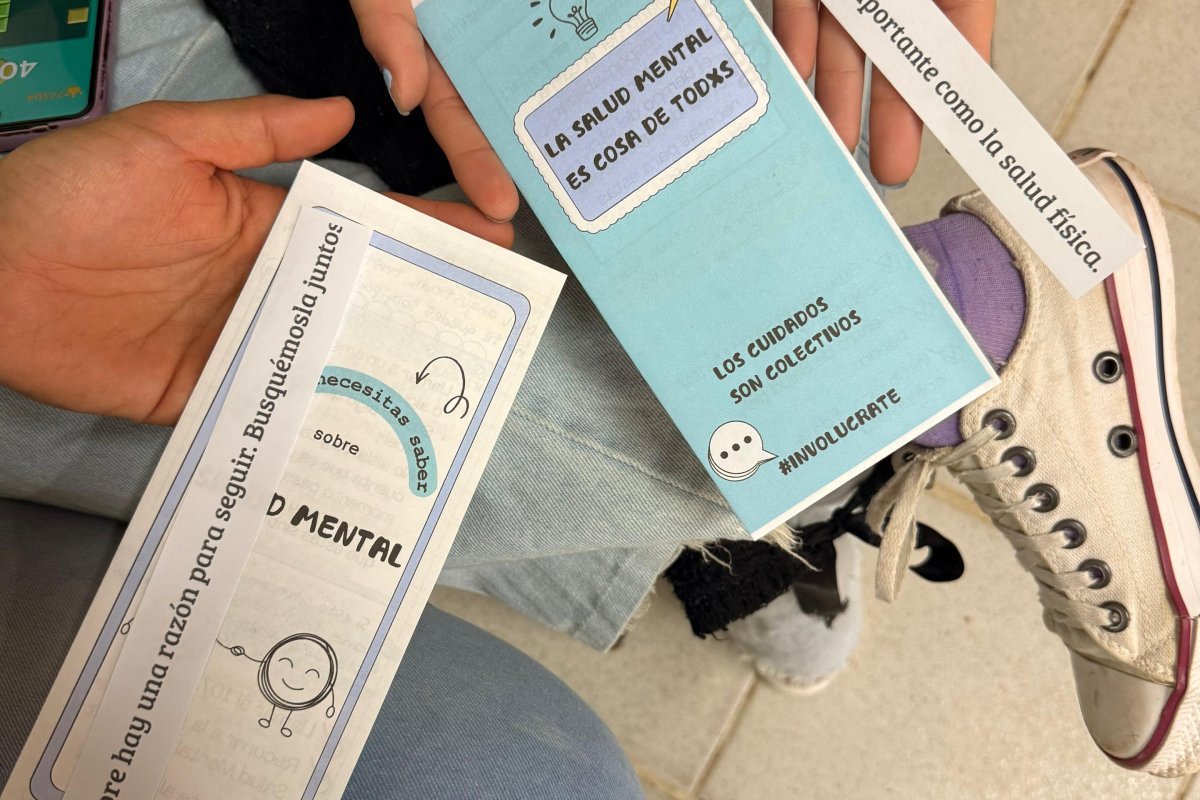 LA SALUD MENTAL
ES COSA DE TODXS
LOS CUIDADOS
SON COLECTIVOS
#INVOLUCRATE
como la salud física.
hay una razón para seguir. Busquémosla juntos
necesitas saber
sobre
MENTAL